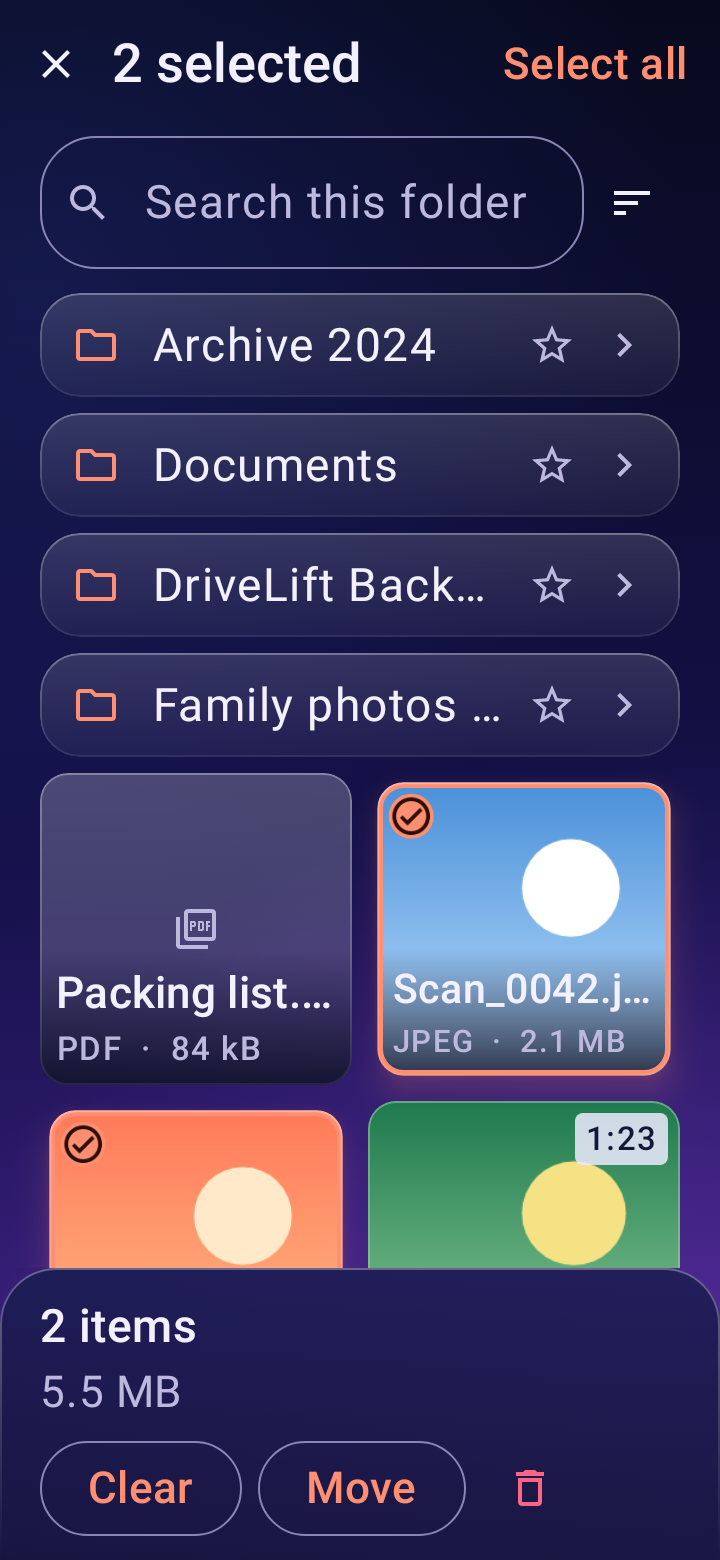 2 selected
Select all
Search this folder
Archive 2024
Documents
DriveLift Back...
Family photos ...
PDF
Packing list....
PDF · 84 kB
Scan_0042.j...
JPEG · 2.1 MB
1:23
2 items
5.5 MB
Clear
Move